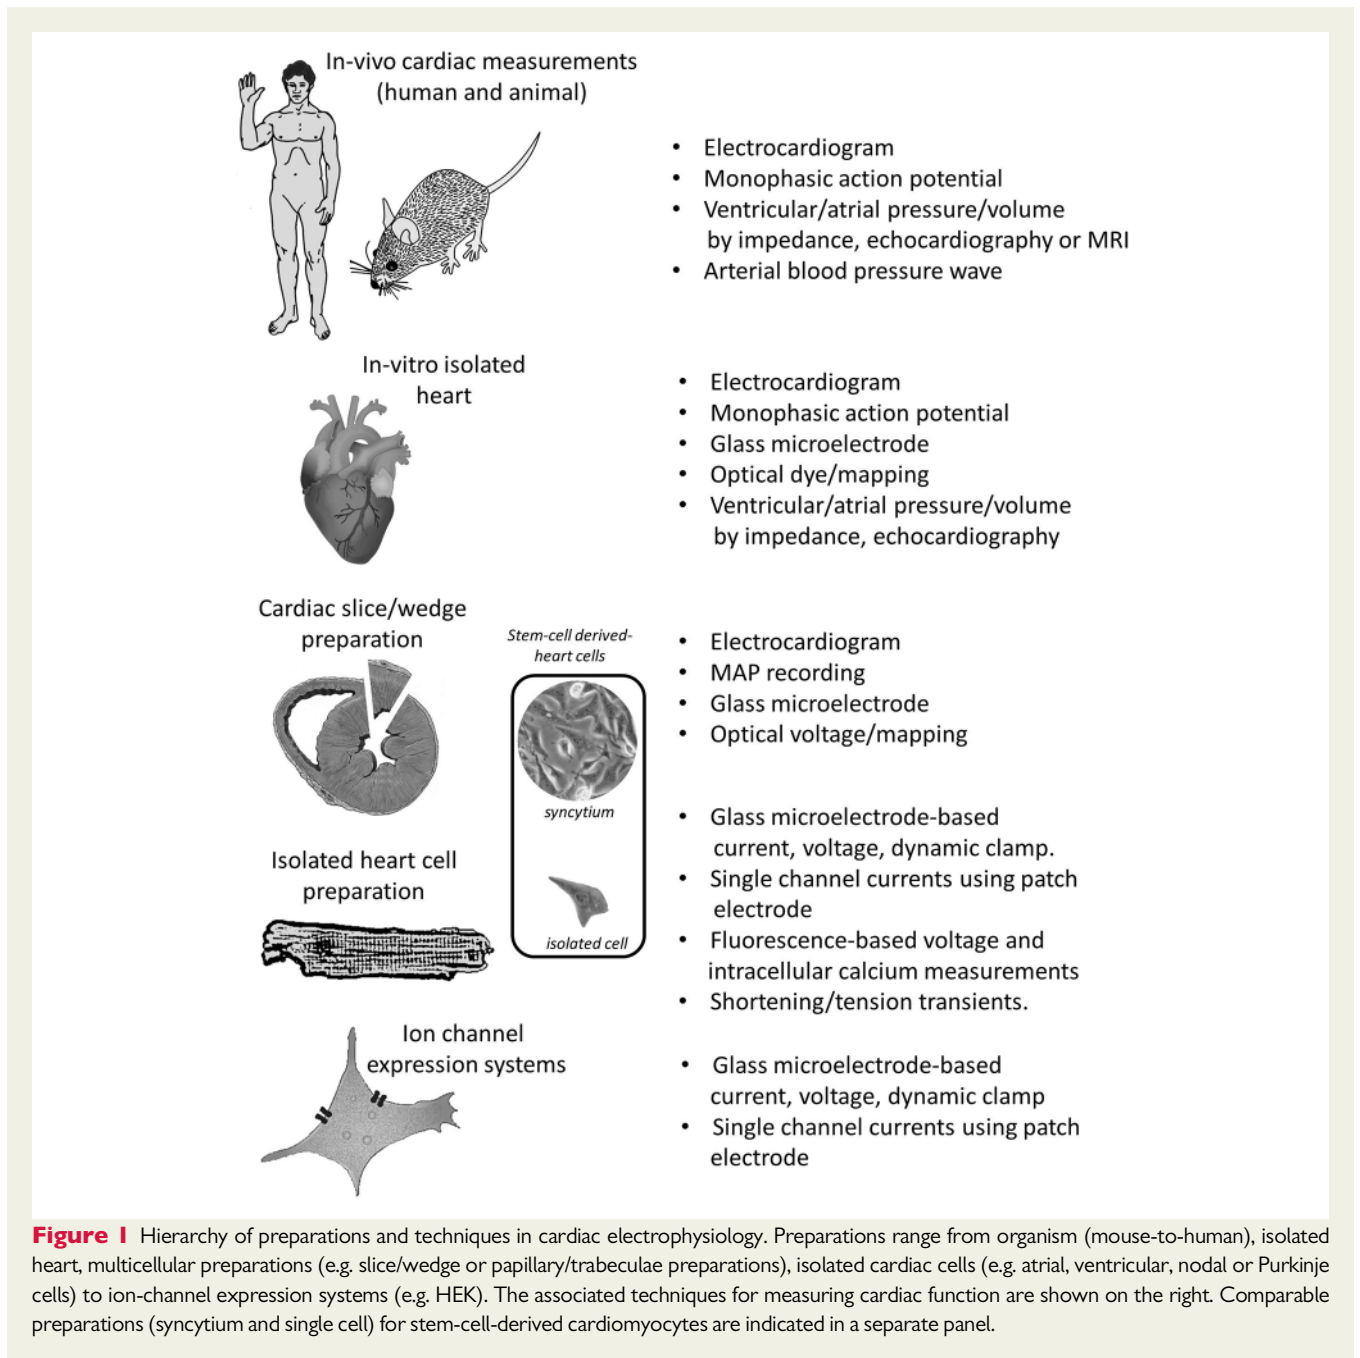 In-vivo cardiac measurements
(human and animal)
• Electrocardiogram
• Monophasic action potential
• Ventricular/atrial pressure/volume
by impedance, echocardiography or MRI
• Arterial blood pressure wave
In-vitro isolated
heart
• Electrocardiogram
• Monophasic action potential
• Glass microelectrode
• Optical dye/mapping
• Ventricular/atrial pressure/volume
by impedance, echocardiography
Cardiac slice/wedge
preparation
Stem-cell derived-
heart cells
syncytium
isolated cell
• Electrocardiogram
• MAP recording
• Glass microelectrode
• Optical voltage/mapping
Isolated heart cell
preparation
• Glass microelectrode-based
current, voltage, dynamic clamp.
• Single channel currents using patch
electrode
• Fluorescence-based voltage and
intracellular calcium measurements
• Shortening/tension transients.
Ion channel
expression systems
• Glass microelectrode-based
current, voltage, dynamic clamp
• Single channel currents using patch
electrode
Figure 1 Hierarchy of preparations and techniques in cardiac electrophysiology. Preparations range from organism (mouse-to-human), isolated
heart, multicellular preparations (e.g. slice/wedge or papillary/trabeculae preparations), isolated cardiac cells (e.g. atrial, ventricular, nodal or Purkinje
cells) to ion-channel expression systems (e.g. HEK). The associated techniques for measuring cardiac function are shown on the right. Comparable
preparations (syncytium and single cell) for stem-cell-derived cardiomyocytes are indicated in a separate panel.